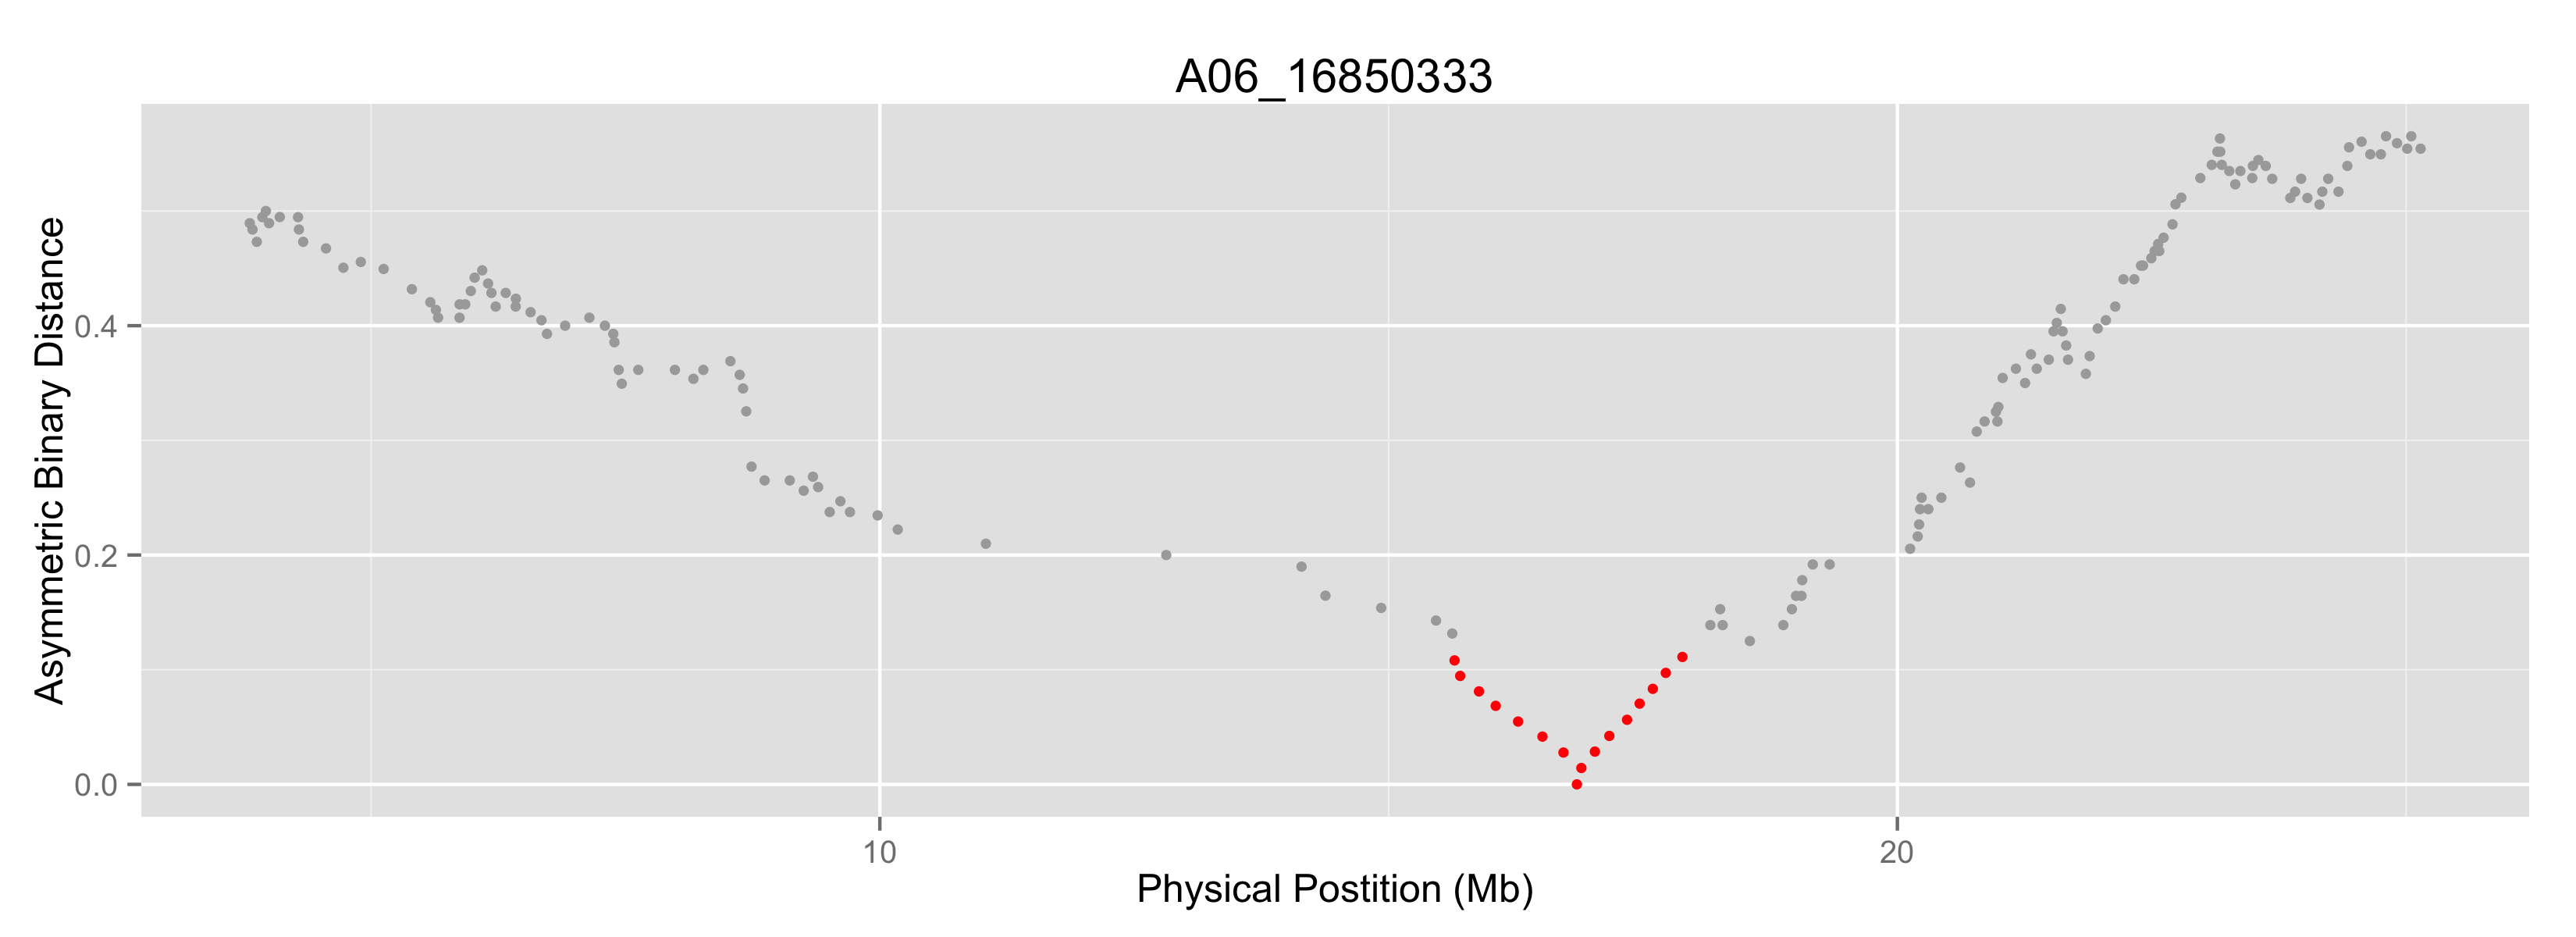 A06_16850333
Asymmetric Binary Distance
0.4
0.2
0.0
10
20
Physical Postition (Mb)